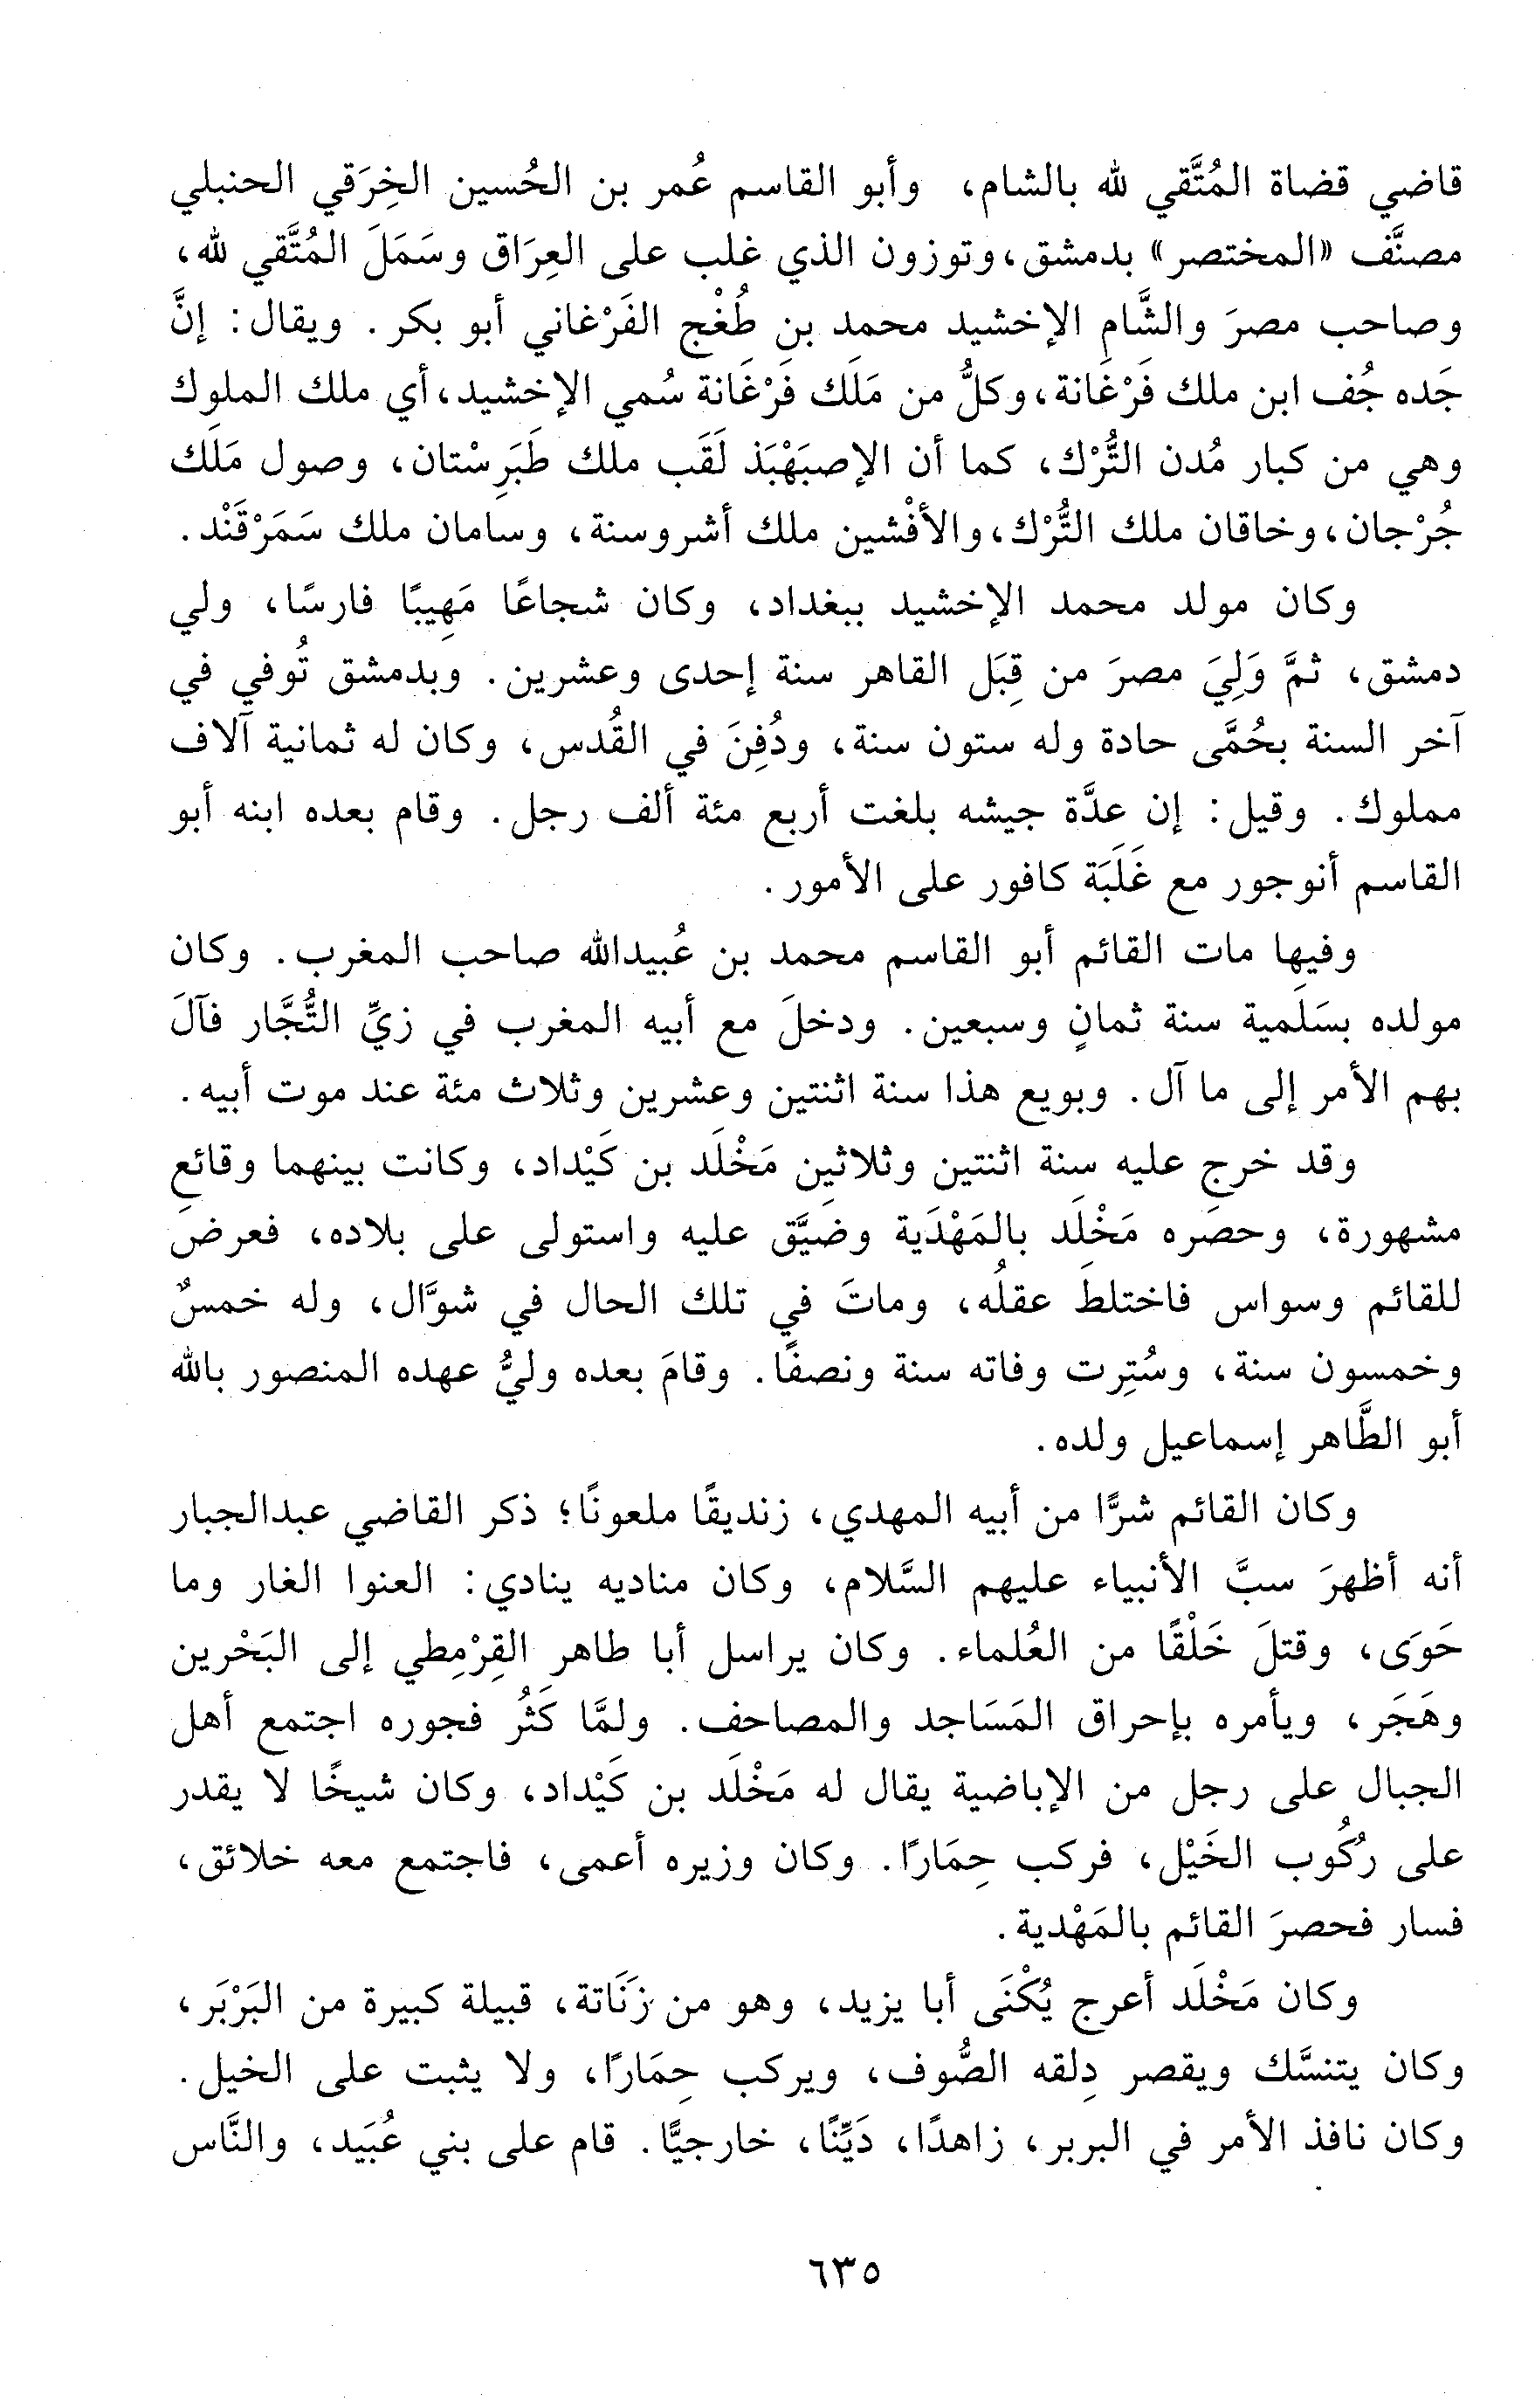 قاضي قضاة المُتَّقي لله بالشام، وأبو القاسم عُمر بن الحُسين الخِرَقي الحنبلي
مصنَّف «المختصر» بدمشق، وتوزون الذي غلب على العِرَاق وسَمَلَ المُتَّقي لله،
وصاحب مصرَ والشَّام الإخشيد محمد بن طُغْج الفَرْغاني أبو بكر. ويقال: إنَّ
جَده جُف ابن ملك فَرْغَانة، وكلُّ من مَلَك فَرْغَانة سُمي الإخشيد، أي ملك الملوك
وهي من كبار مُدن التُّرْك، كما أن الإصبَهْبَذ لَقَب ملك طَبَرِسْتان، وصول مَلَك
جُرْجان، وخاقان ملك التُّرْك، والأفْشين ملك أشروسنة، وسامان ملك سَمَرْقَنْد.
وكان مولد محمد الإخشيد ببغداد، وكان شجاعًا مَهِيبًا فارسًا، ولي
دمشق، ثمَّ وَلِيَ مصرَ من قِبَل القاهر سنة إحدى وعشرين. وبدمشق تُوفي في
آخر السنة بحُمَّى حادة وله ستون سنة، ودُفِنَ في القُدس، وكان له ثمانية آلاف
مملوك. وقيل: إن عِدَّة جيشه بلغت أربع مئة ألف رجل. وقام بعده ابنه أبو
القاسم أنوجور مع غَلَبَة كافور على الأمور.
وفيها مات القائم أبو القاسم محمد بن عُبيدالله صاحب المغرب. وكان
مولده بسَلَمية سنة ثمانٍ وسبعين. ودخلَ مع أبيه المغرب في زيِّ التُّجَّار فآلَ
بهم الأمر إلى ما آل. وبويع هذا سنة اثنتين وعِشرين وثلاث مئة عند موت أبيه.
وقد خرج عليه سنة اثنتين وثلاثين مَخْلَد بن كَيْداد، وكانت بينهما وقائع
مشهورة، وحصَره مَخْلَد بالمَهْدَية وضيَّق عليه واستولى على بلاده، فعرضَ
للقائم وسواس فاختلطَ عقلُه، وماتَ في تلك الحال في شوَّال، وله خمسٌ
وخمسون سنة، وسُتِرت وفاته سنة ونصفًا. وقامَ بعده وليُّ عهده المنصور بالله
أبو الطَّاهر إسماعيل ولده.
وكان القائم شرًّا من أبيه المهدي، زنديقًا ملعونًا؛ ذكر القاضي عبدالجبار
أنه أظهرَ سبَّ الأنبياء عليهم السَّلام، وكان مناديه ينادي: العنوا الغار وما
حَوَى، وقتلَ خَلْقًا من العُلماء. وكان يراسل أبا طاهر القِرْمِطي إلى البَحْرين
وهَجَر، ويأمره بإحراق المَسَاجد والمصاحف. ولمَّا كَثُر فجوره اجتمع أهل
الجبال على رجل من الإباضية يقال له مَخْلَد بن كَيْداد، وكان شيخًا لا يقدر
على رُكُوب الخَيْل، فركب حِمَارًا. وكان وزيره أعمى، فاجتمع معه خلائق،
فسار فحصرَ القائم بالمَهْدية.
وكان مَخْلَد أعرج يُكْنَى أبا يزيد، وهو من زَنَاتة، قبيلة كبيرة من البَرْبَر،
وكان يتنسَّك ويقصر دِلقه الصُّوف، ويركب حِمَارًا، ولا يثبت على الخيل.
وكان نافذ الأمر في البربر، زاهدًا، دَيِّنًا، خارجيًّا. قام على بني عُبَيد، والنَّاس
٦٣٥